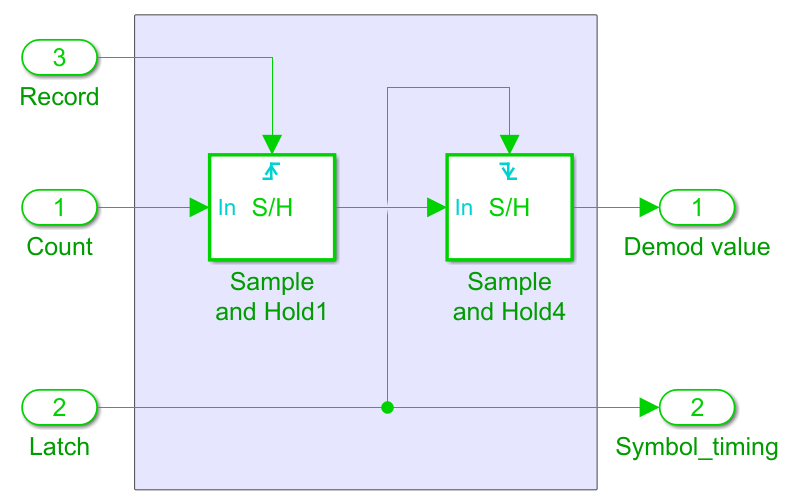 3
Record
1
Count
In S/H
Sample
and Hold1
In S/H
Sample
and Hold4
1
Demod value
2
Latch
2
Symbol_timing